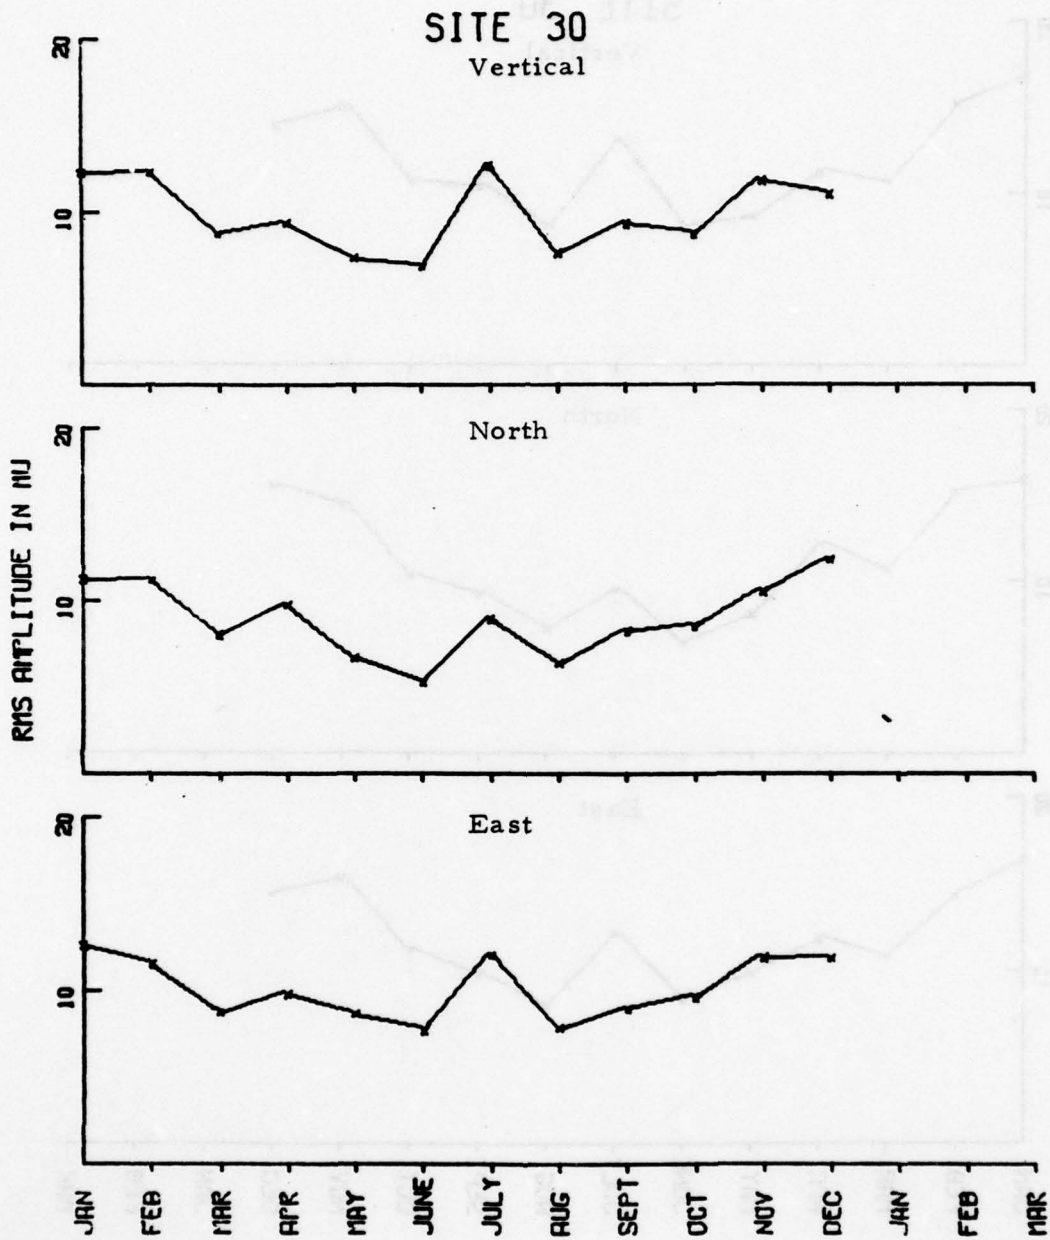 SITE 30
Vertical
20
10
North
20
10
RMS AMPLITUDE IN MU
East
20
10
JAN FEB MAR APR MAY JUNE JULY AUG SEPT OCT NOV DEC JAN FEB MAR